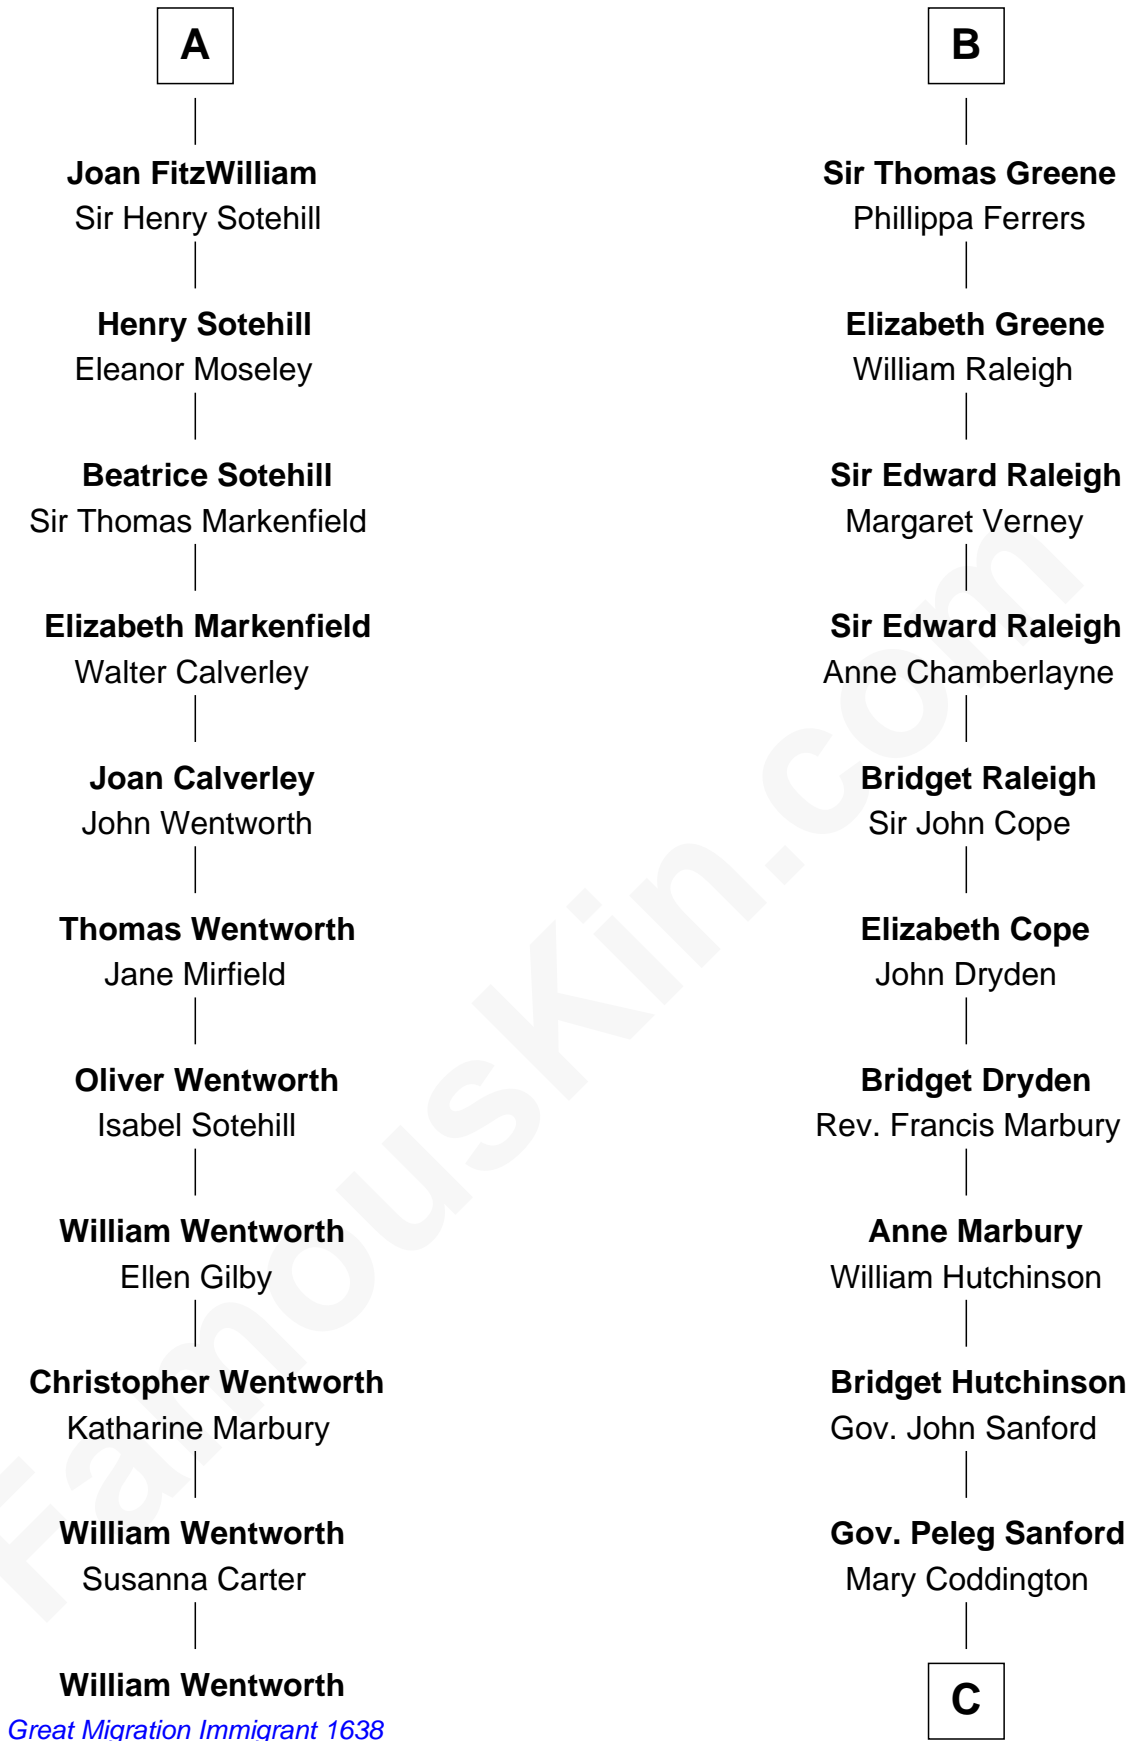 A
Joan FitzWilliam
Sir Henry Sotehill
Henry Sotehill
Eleanor Moseley
Beatrice Sotehill
Sir Thomas Markenfield
Elizabeth Markenfield
Walter Calverley
Joan Calverley
John Wentworth
Thomas Wentworth
Jane Mirfield
Oliver Wentworth
Isabel Sotehill
William Wentworth
Ellen Gilby
Christopher Wentworth
Katharine Marbury
William Wentworth
Susanna Carter
William Wentworth
Great Migration Immigrant 1638
B
Sir Thomas Greene
Phillippa Ferrers
Elizabeth Greene
William Raleigh
Sir Edward Raleigh
Margaret Verney
Sir Edward Raleigh
Anne Chamberlayne
Bridget Raleigh
Sir John Cope
Elizabeth Cope
John Dryden
Bridget Dryden
Rev. Francis Marbury
Anne Marbury
William Hutchinson
Bridget Hutchinson
Gov. John Sanford
Gov. Peleg Sanford
Mary Coddington
C
FamousKin.com